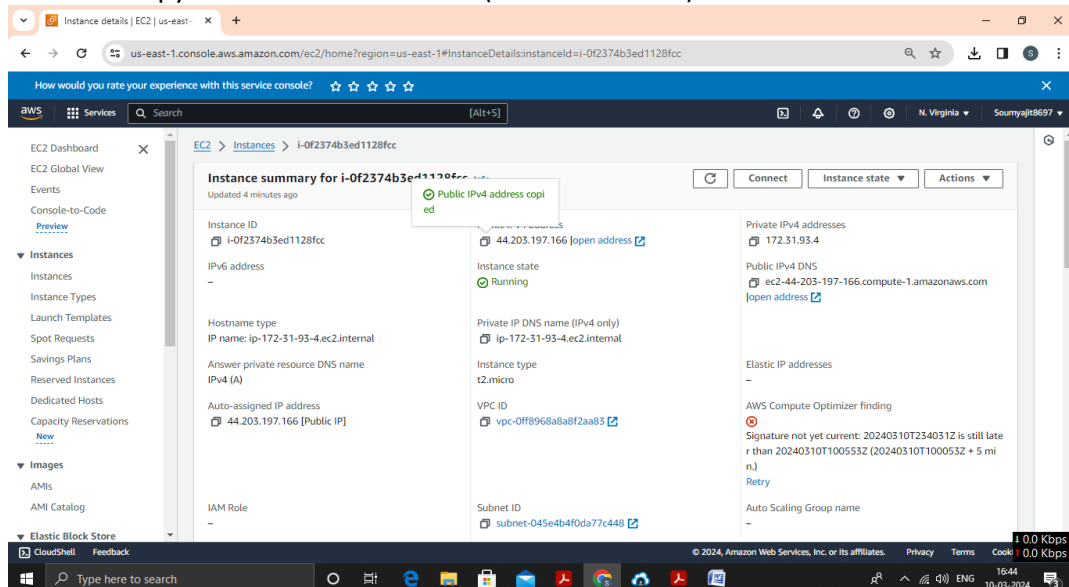 Instance details | EC2 | us-east-
us-east-1.console.aws.amazon.com/ec2/home?region=us-east-1#InstanceDetails:instanceId=i-0f2374b3ed1128fcc
S
How would you rate your experience with this service console?
aws Services Search [Alt+S] N. Virginia Soumyajit8697
EC2 Dashboard
EC2 Global View
Events
Console-to-Code
Preview
Instances
Instances
Instance Types
Launch Templates
Spot Requests
Savings Plans
Reserved Instances
Dedicated Hosts
Capacity Reservations
New
Images
AMIs
AMI Catalog
Elastic Block Store
EC2 > Instances > i-0f2374b3ed1128fcc
Instance summary for i-0f2374b3ed1128fcc
Updated 4 minutes ago
Connect Instance state Actions
Public IPv4 address copi
ed
Instance ID
i-0f2374b3ed1128fcc
44.203.197.166 |open address
Private IPv4 addresses
172.31.93.4
IPv6 address
–
Instance state
Running
Public IPv4 DNS
ec2-44-203-197-166.compute-1.amazonaws.com
|open address
Hostname type
IP name: ip-172-31-93-4.ec2.internal
Private IP DNS name (IPv4 only)
ip-172-31-93-4.ec2.internal
Answer private resource DNS name
IPv4 (A)
Instance type
t2.micro
Elastic IP addresses
–
Auto-assigned IP address
44.203.197.166 [Public IP]
VPC ID
vpc-0ff8968a8a8f2aa83
AWS Compute Optimizer finding
Signature not yet current: 20240310T234031Z is still late
r than 20240310T100553Z (20240310T100053Z + 5 mi
n.)
Retry
IAM Role
–
Subnet ID
subnet-045e4b4f0da77c448
Auto Scaling Group name
–
CloudShell Feedback © 2024, Amazon Web Services, Inc. or its affiliates. Privacy Terms Cooki
0.0 Kbps
0.0 Kbps
Type here to search
ENG
16:44
10-03-2024
3